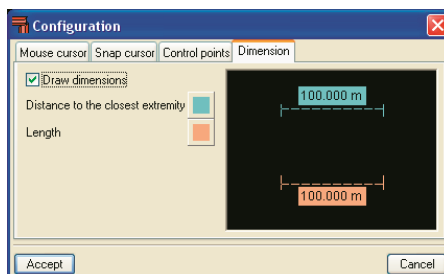 Configuration
Mouse cursor Snap cursor Control points Dimension
Draw dimensions
Distance to the closest extremity
Length
100.000 m
100.000 m
Accept Cancel